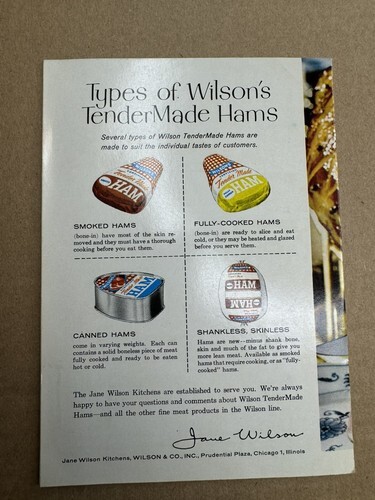 Types of Wilson's
TenderMade Hams
Several types of Wilson TenderMade Hams are
made to suit the individual tastes of customers.
HAM
Tender Made
HAM
SMOKED HAMS
(bone-in) have most of the skin re-
moved and they must have a thorough
cooking before you eat them.
FULLY-COOKED HAMS
(bone-in) are ready to slice and eat
cold, or they may be heated and glazed
before you serve them.
HAM
HAM
CANNED HAMS
come in varying weights. Each can
contains a solid boneless piece of meat
fully cooked and ready to be eaten
hot or cold.
SHANKLESS, SKINLESS
Hams are new—minus shank bone,
skin and much of the fat to give you
more lean meat. Available as smoked
hams that require cooking, or as "fully-
cooked" hams.
The Jane Wilson Kitchens are established to serve you. We're always
happy to have your questions and comments about Wilson TenderMade
Hams—and all the other fine meat products in the Wilson line.
Jane Wilson
Jane Wilson Kitchens, WILSON & CO., INC., Prudential Plaza, Chicago 1, Illinois